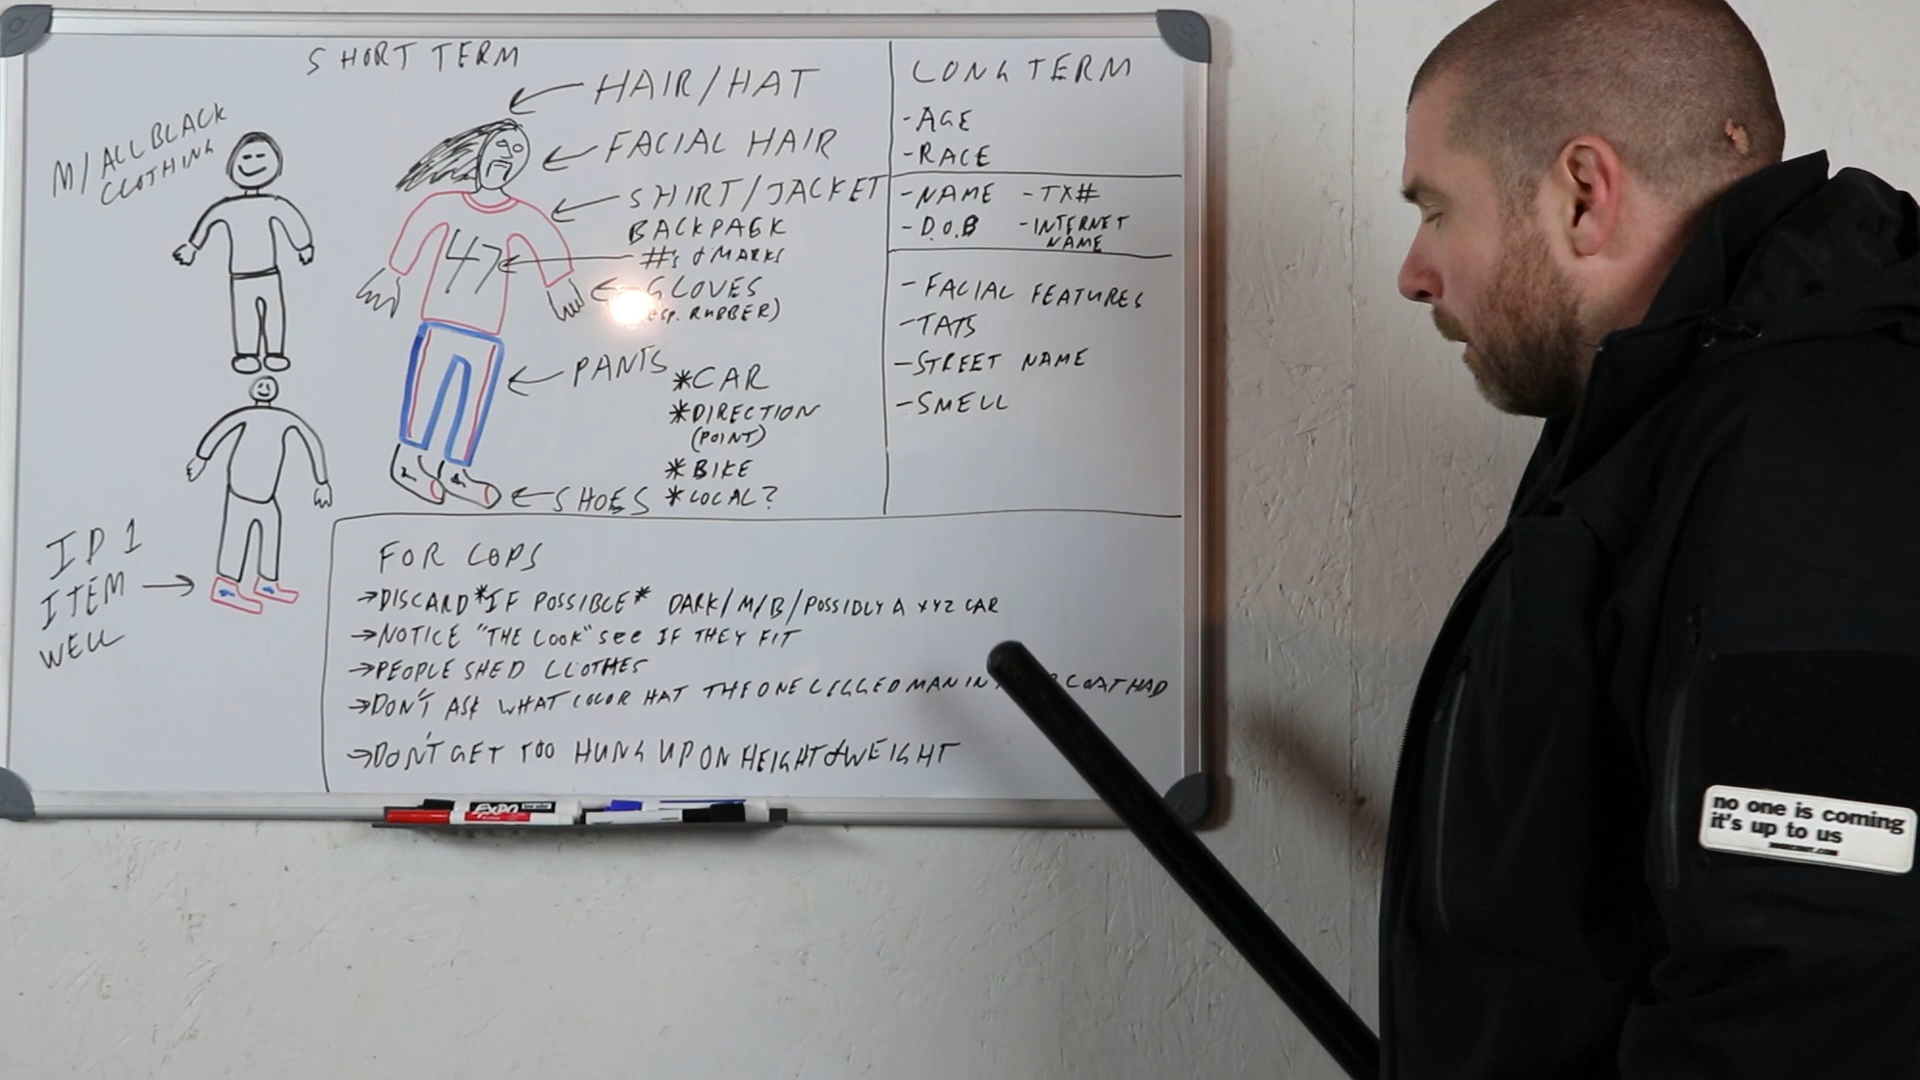 SHORT TERM
M/ALL BLACK
CLOTHING
HAIR/HAT
FACIAL HAIR
SHIRT/JACKET
BACKPACK
#s & MARKS
47
GLOVES
(esp. RUBBER)
PANTS
*CAR
*DIRECTION
(POINT)
*BIKE
SHOES *LOCAL?
ID 1
ITEM
WELL
LONG TERM
-AGE
-RACE
-NAME -TX#
-D.O.B -INTERNET
NAME
-FACIAL FEATURES
-TATS
-STREET NAME
-SMELL
FOR COPS
→DISCARD *IF POSSIBLE* DARK/M/B/POSSIBLY A XYZ CAR
→NOTICE "THE LOOK" see IF THEY FIT
→PEOPLE SHED CLOTHES
→DON'T ASK WHAT COLOR HAT THE ONE LEGGED MAN IN COAT HAD
→DON'T GET TOO HUNG UP ON HEIGHT & WEIGHT
EXPO
no one is coming
it's up to us